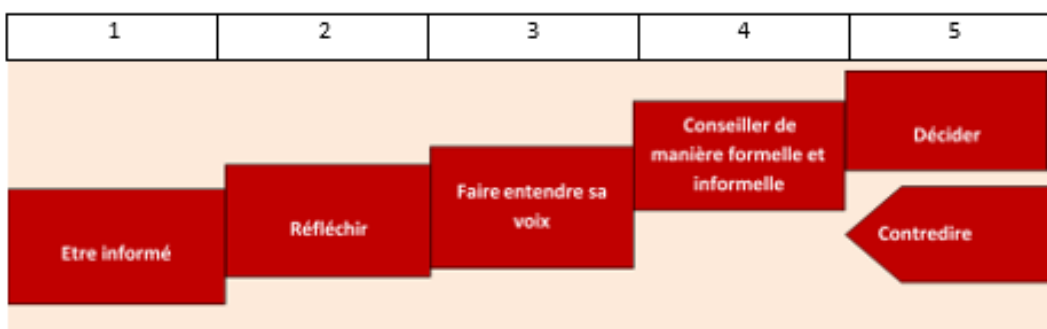 1 2 3 4 5
Etre informé
Réfléchir
Faire entendre sa
voix
Conseiller de
manière formelle et
informelle
Décider
Contredire